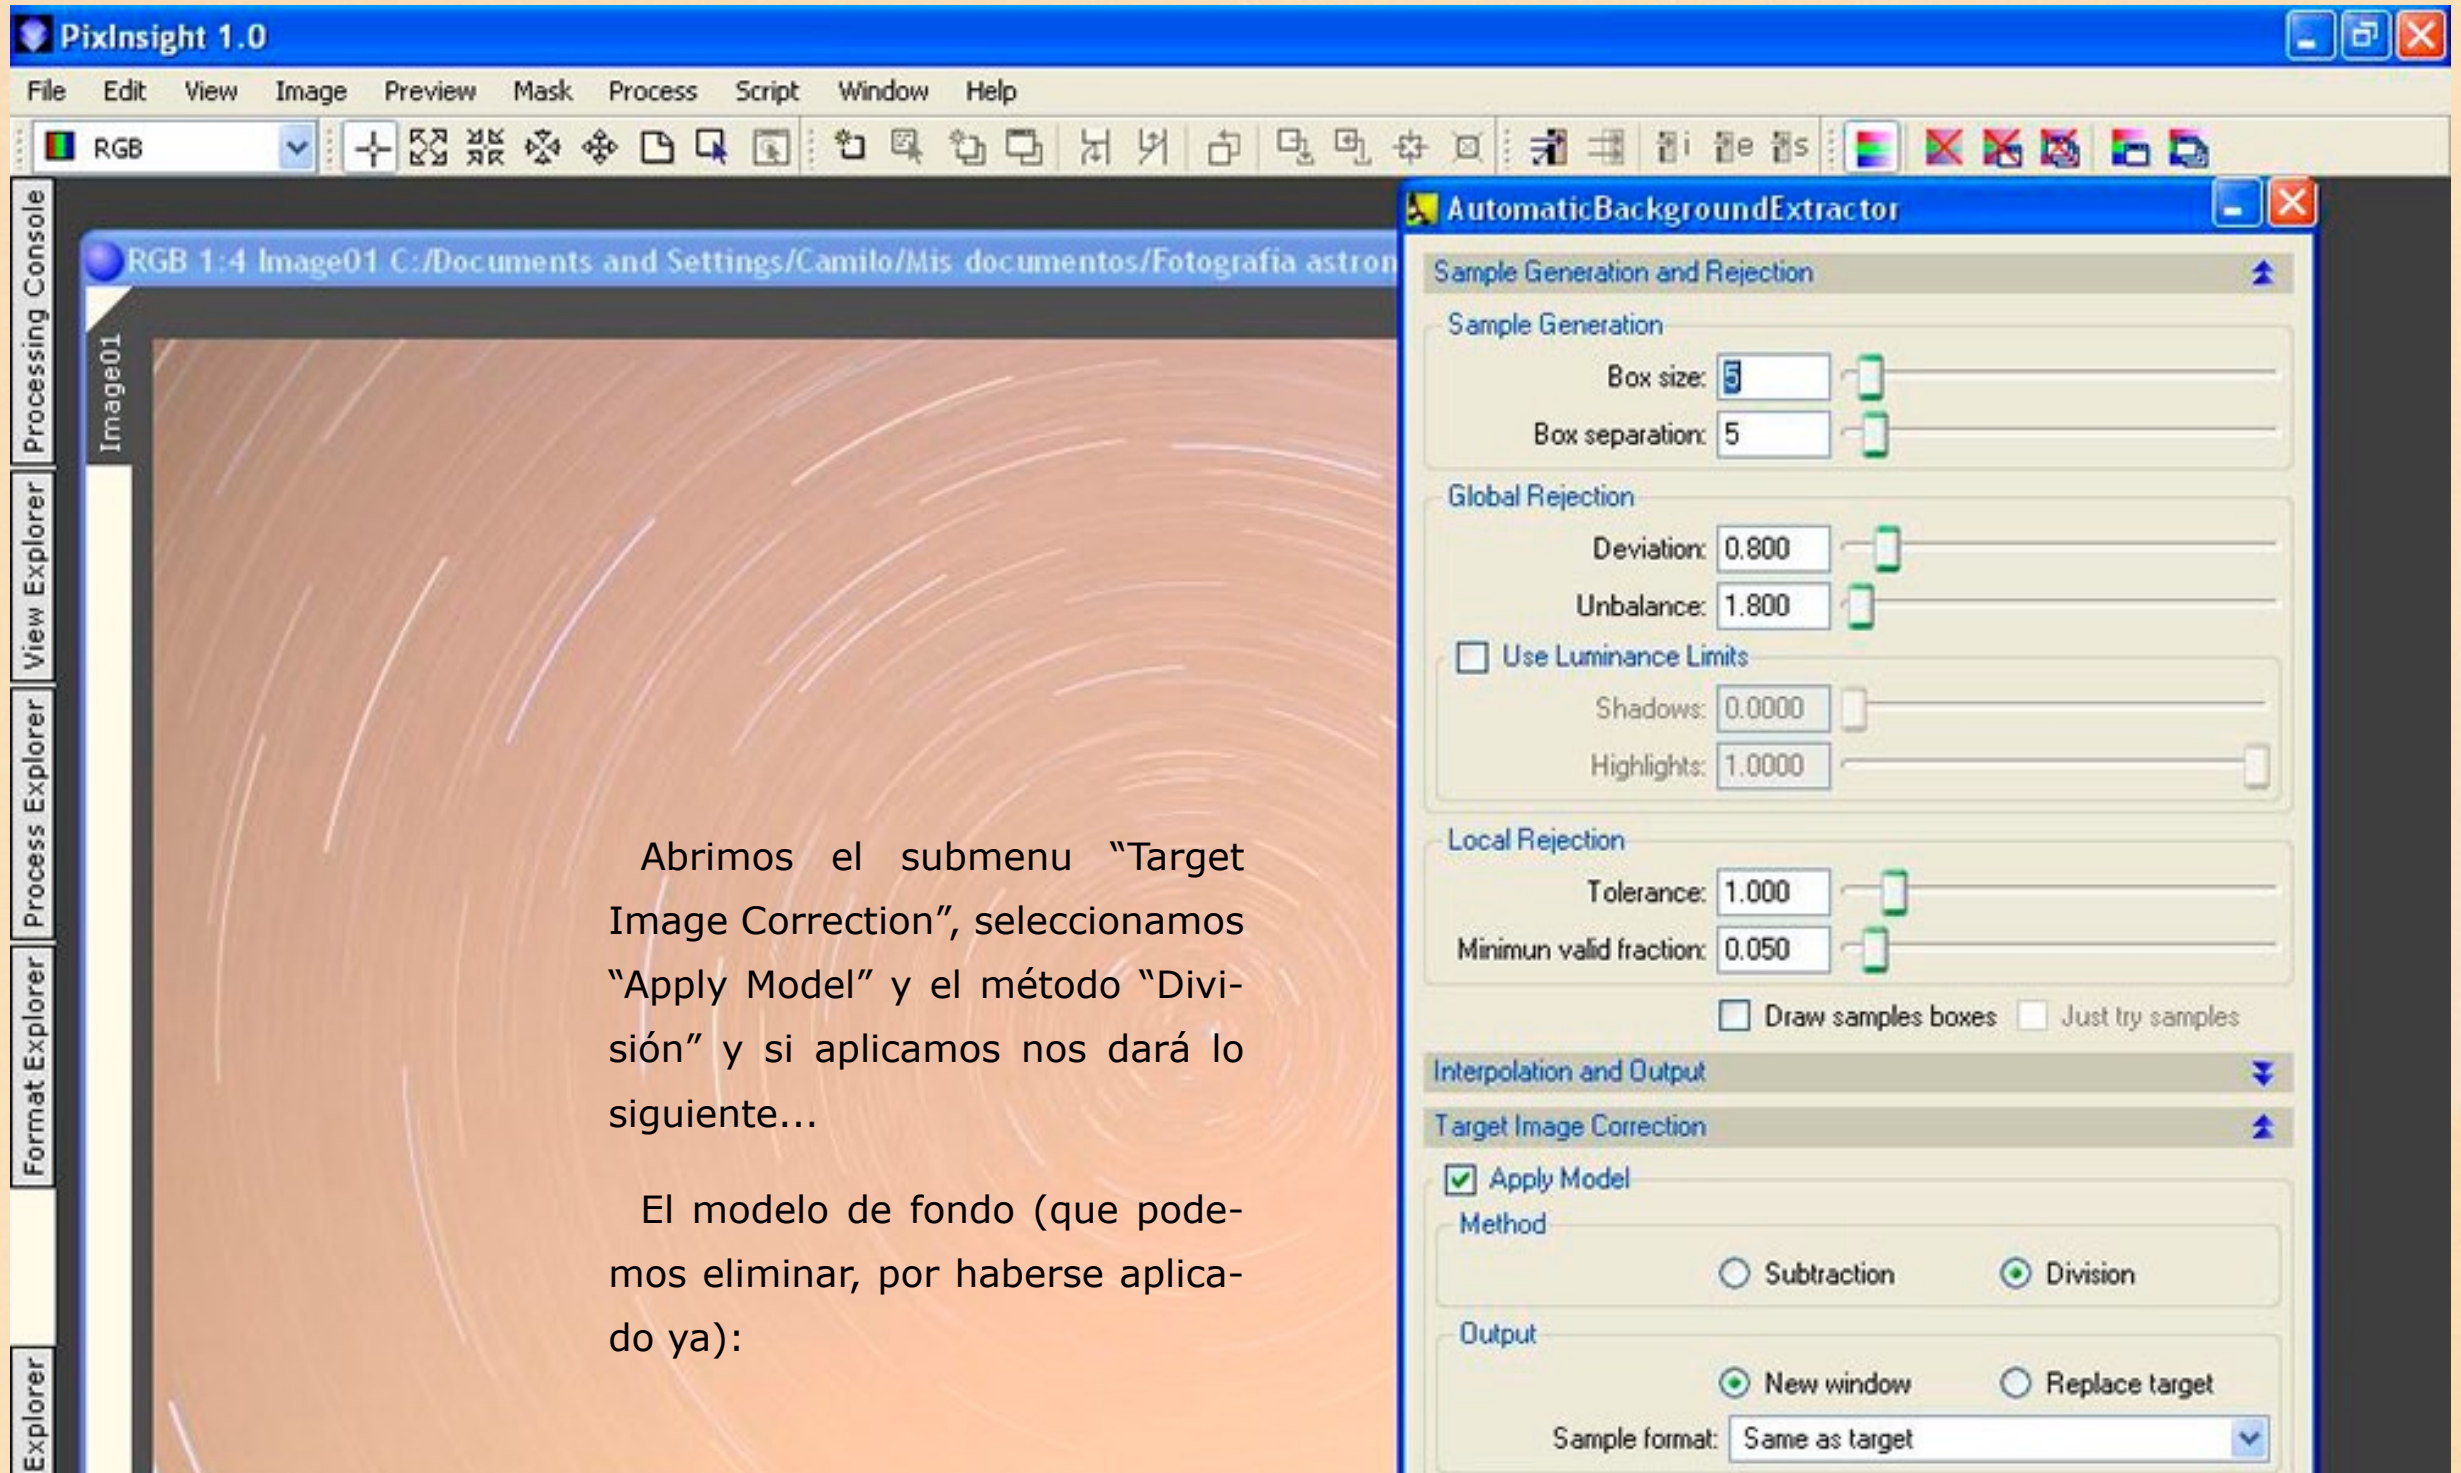 PixInsight 1.0
File Edit View Image Preview Mask Process Script Window Help
RGB
Processing Console
View Explorer
Process Explorer
Format Explorer
Explorer
RGB 1:4 Image01 C:/Documents and Settings/Camilo/Mis documentos/Fotografia astron
Image01
Abrimos el submenu “Target
Image Correction”, seleccionamos
“Apply Model” y el método “Divi-
sión” y si aplicamos nos dará lo
siguiente...
El modelo de fondo (que pode-
mos eliminar, por haberse aplica-
do ya):
AutomaticBackgroundExtractor
Sample Generation and Rejection
Sample Generation
Box size: 5
Box separation: 5
Global Rejection
Deviation: 0.800
Unbalance: 1.800
Use Luminance Limits
Shadows: 0.0000
Highlights: 1.0000
Local Rejection
Tolerance: 1.000
Minimun valid fraction: 0.050
Draw samples boxes Just try samples
Interpolation and Output
Target Image Correction
Apply Model
Method
Subtraction Division
Output
New window Replace target
Sample format: Same as target